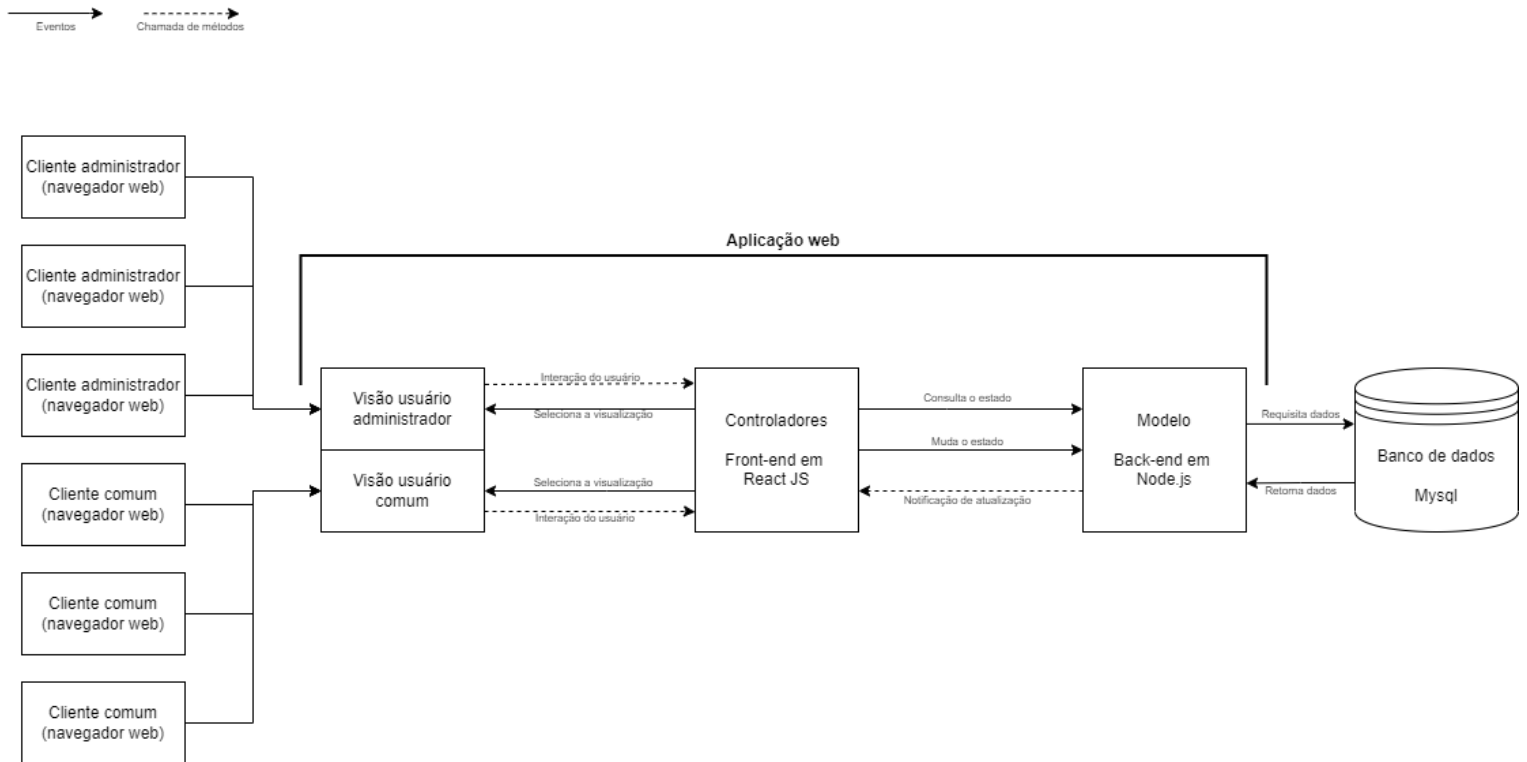 Eventos
Chamada de métodos
Cliente administrador
(navegador web)
Cliente administrador
(navegador web)
Cliente administrador
(navegador web)
Cliente comum
(navegador web)
Cliente comum
(navegador web)
Cliente comum
(navegador web)
Aplicação web
Visão usuário
administrador
Visão usuário
comum
Interação do usuário
Seleciona a visualização
Seleciona a visualização
Interação do usuário
Controladores
Front-end em
React JS
Consulta o estado
Muda o estado
Notificação de atualização
Modelo
Back-end em
Node.js
Requisita dados
Retorna dados
Banco de dados
Mysql